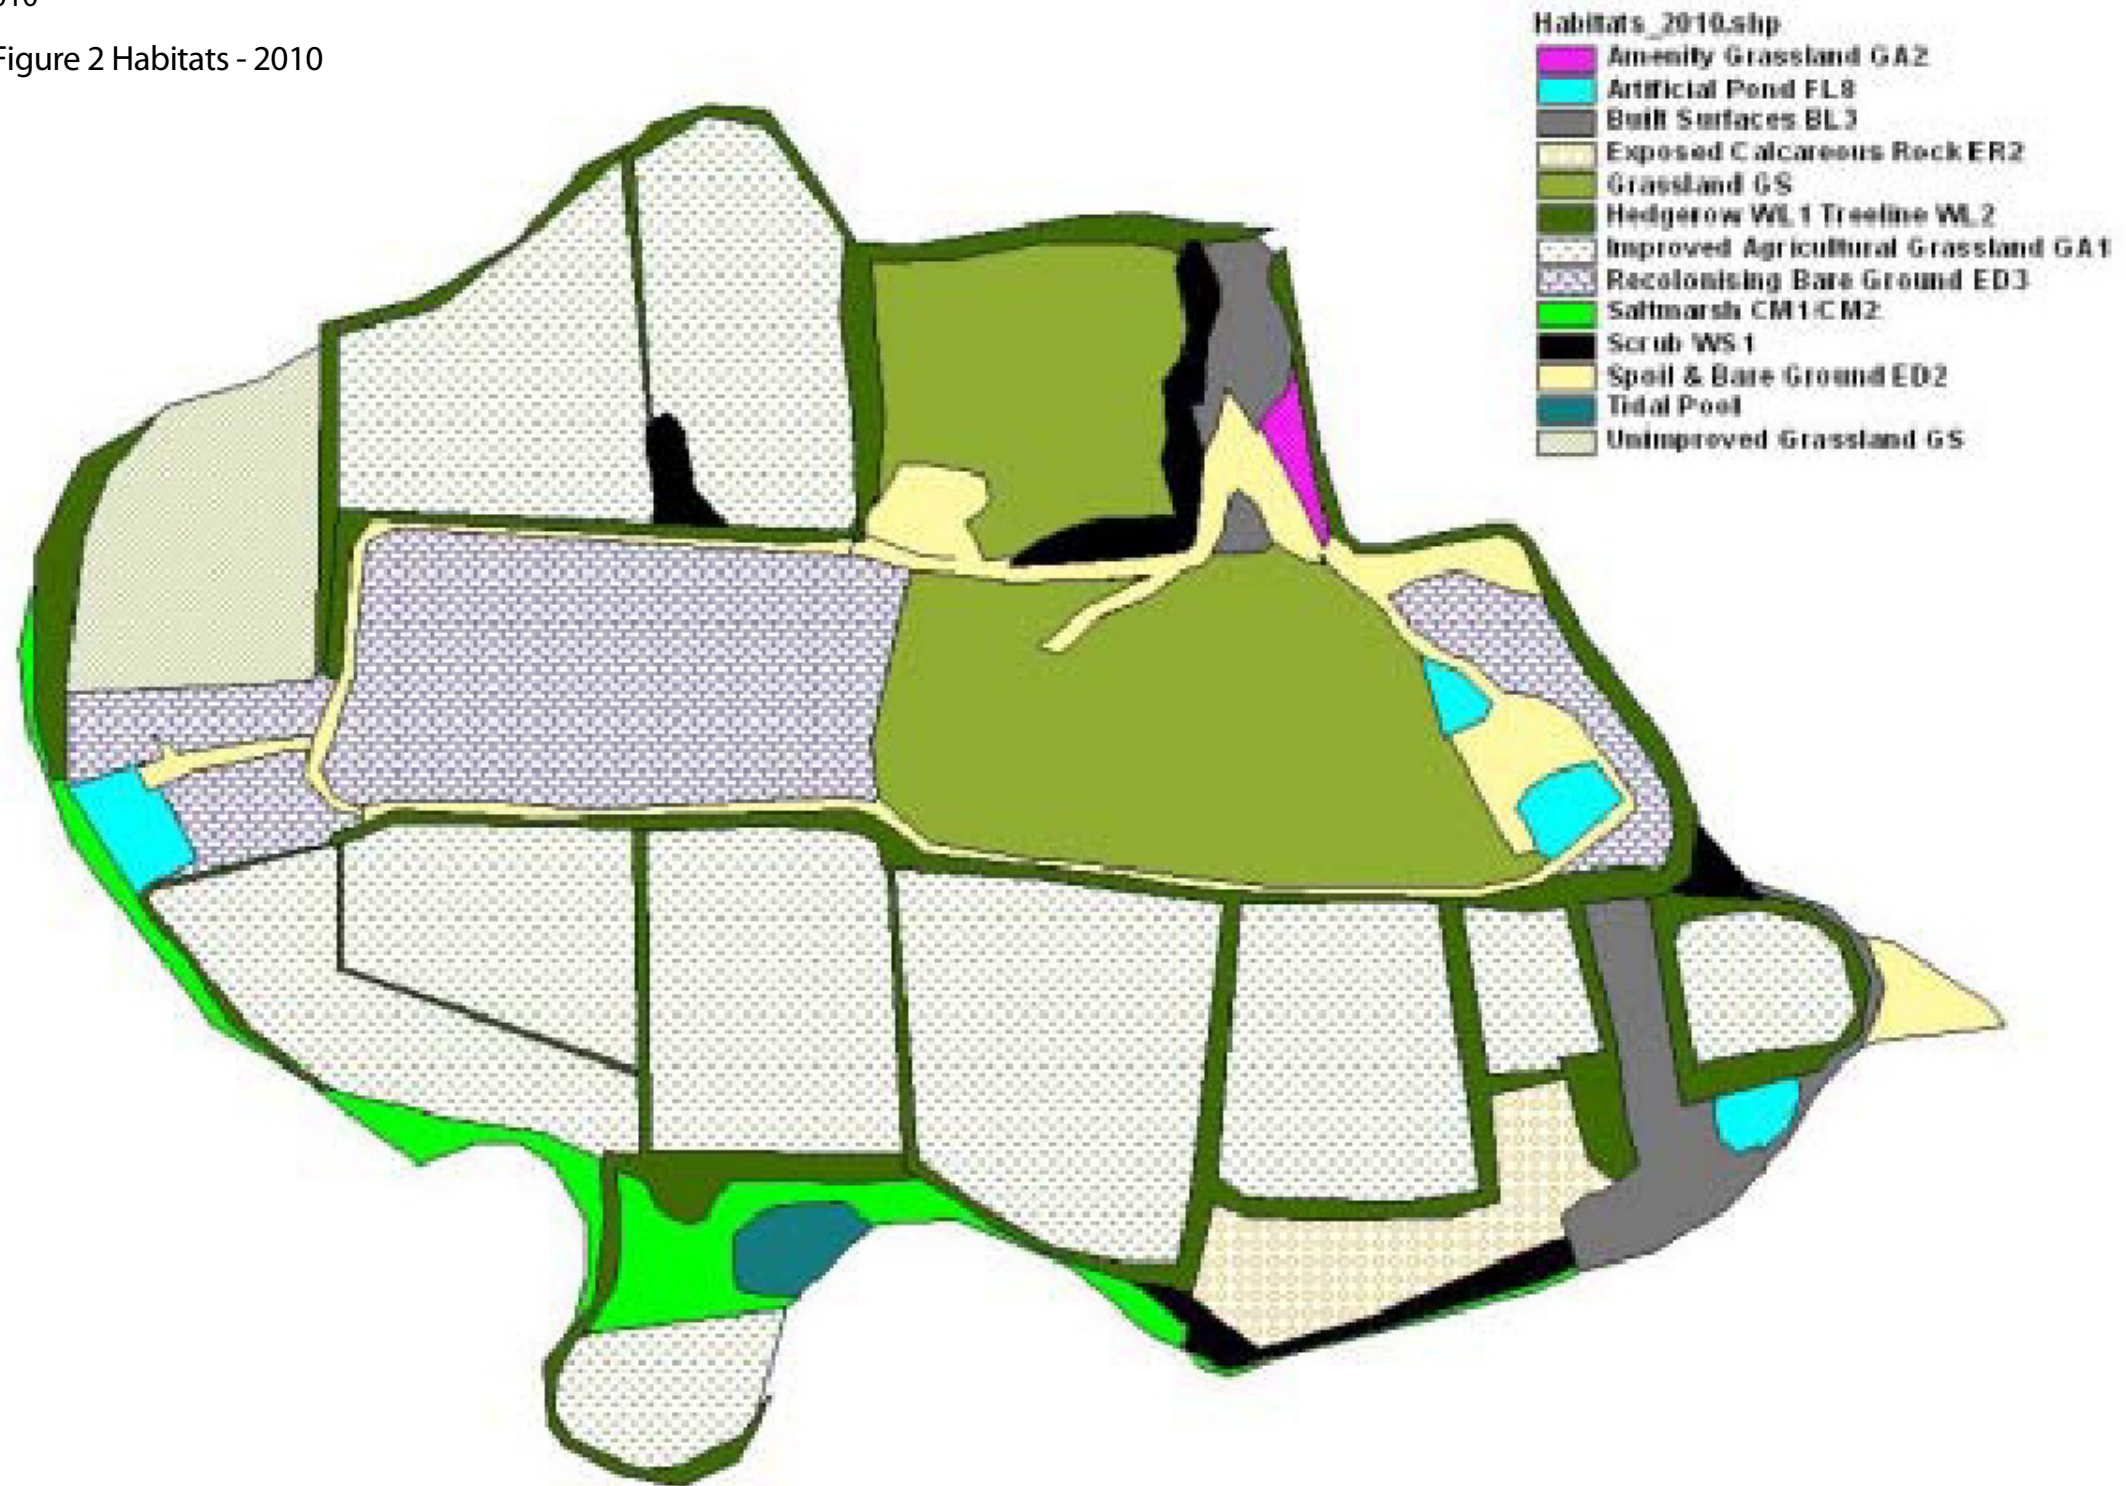 Figure 2 Habitats - 2010
Habitats_2010.shp
Amenity Grassland GA2
Artificial Pond FL8
Built Surfaces BL3
Exposed Calcareous Rock ER2
Grassland GS
Hedgerow WL1 Treeline WL2
Improved Agricultural Grassland GA1
Recolonising Bare Ground ED3
Saltmarsh CM1/CM2
Scrub WS1
Spoil & Bare Ground ED2
Tidal Pool
Unimproved Grassland GS